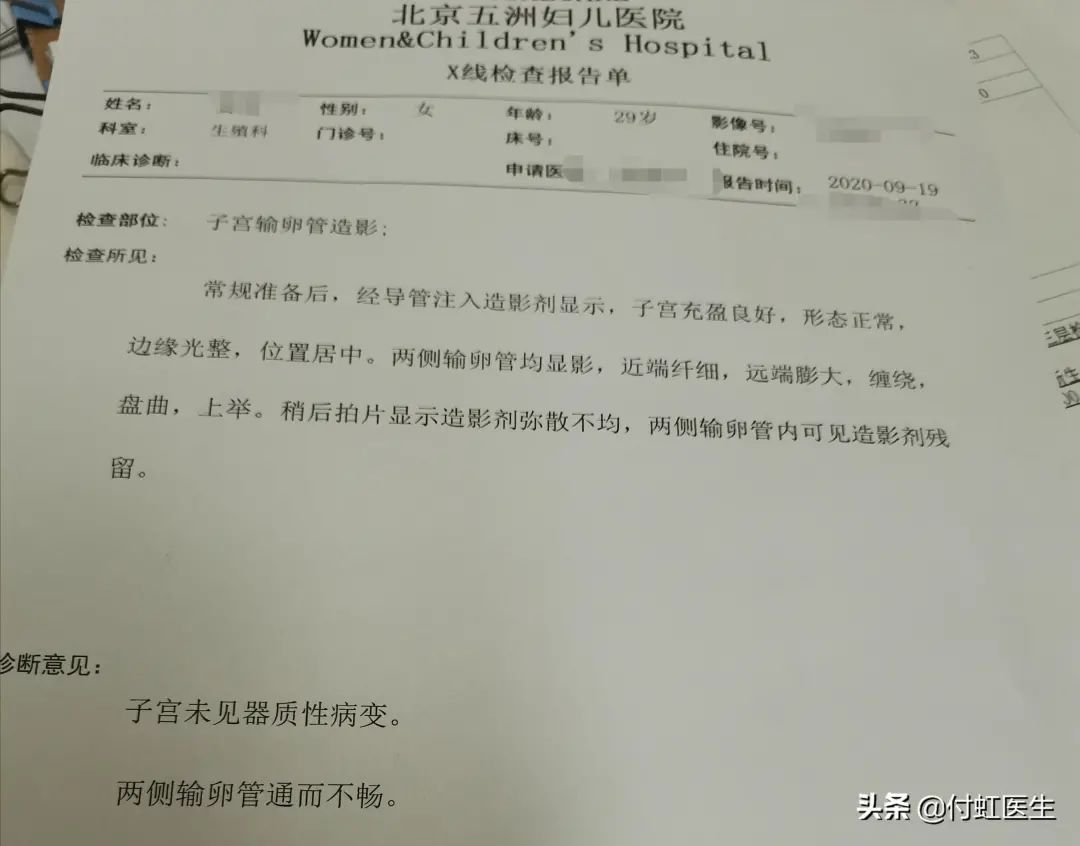 北京五洲妇儿医院
Women&Children's Hospital
X线检查报告单
姓名: 性别: 女 年龄: 29岁 影像号:
科室: 生殖科 门诊号: 床号: 住院号:
临床诊断: 申请医 报告时间: 2020-09-19
检查部位: 子宫输卵管造影;
检查所见:
常规准备后，经导管注入造影剂显示，子宫充盈良好，形态正常，
边缘光整，位置居中。两侧输卵管均显影，近端纤细，远端膨大，缠绕，
盘曲，上举。稍后拍片显示造影剂弥散不均，两侧输卵管内可见造影剂残
留。
诊断意见:
子宫未见器质性病变。
两侧输卵管通而不畅。
3
0
头条 @付虹医生